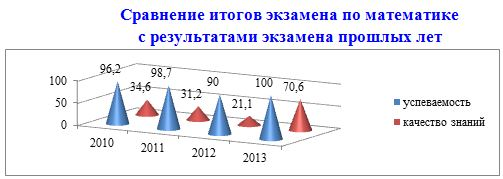 Сравнение итогов экзамена по математике
с результатами экзамена прошлых лет
96,2 98,7 90 100 70,6
34,6 31,2 21,1
100
50
0
2010 2011 2012 2013
успеваемость
качество знаний